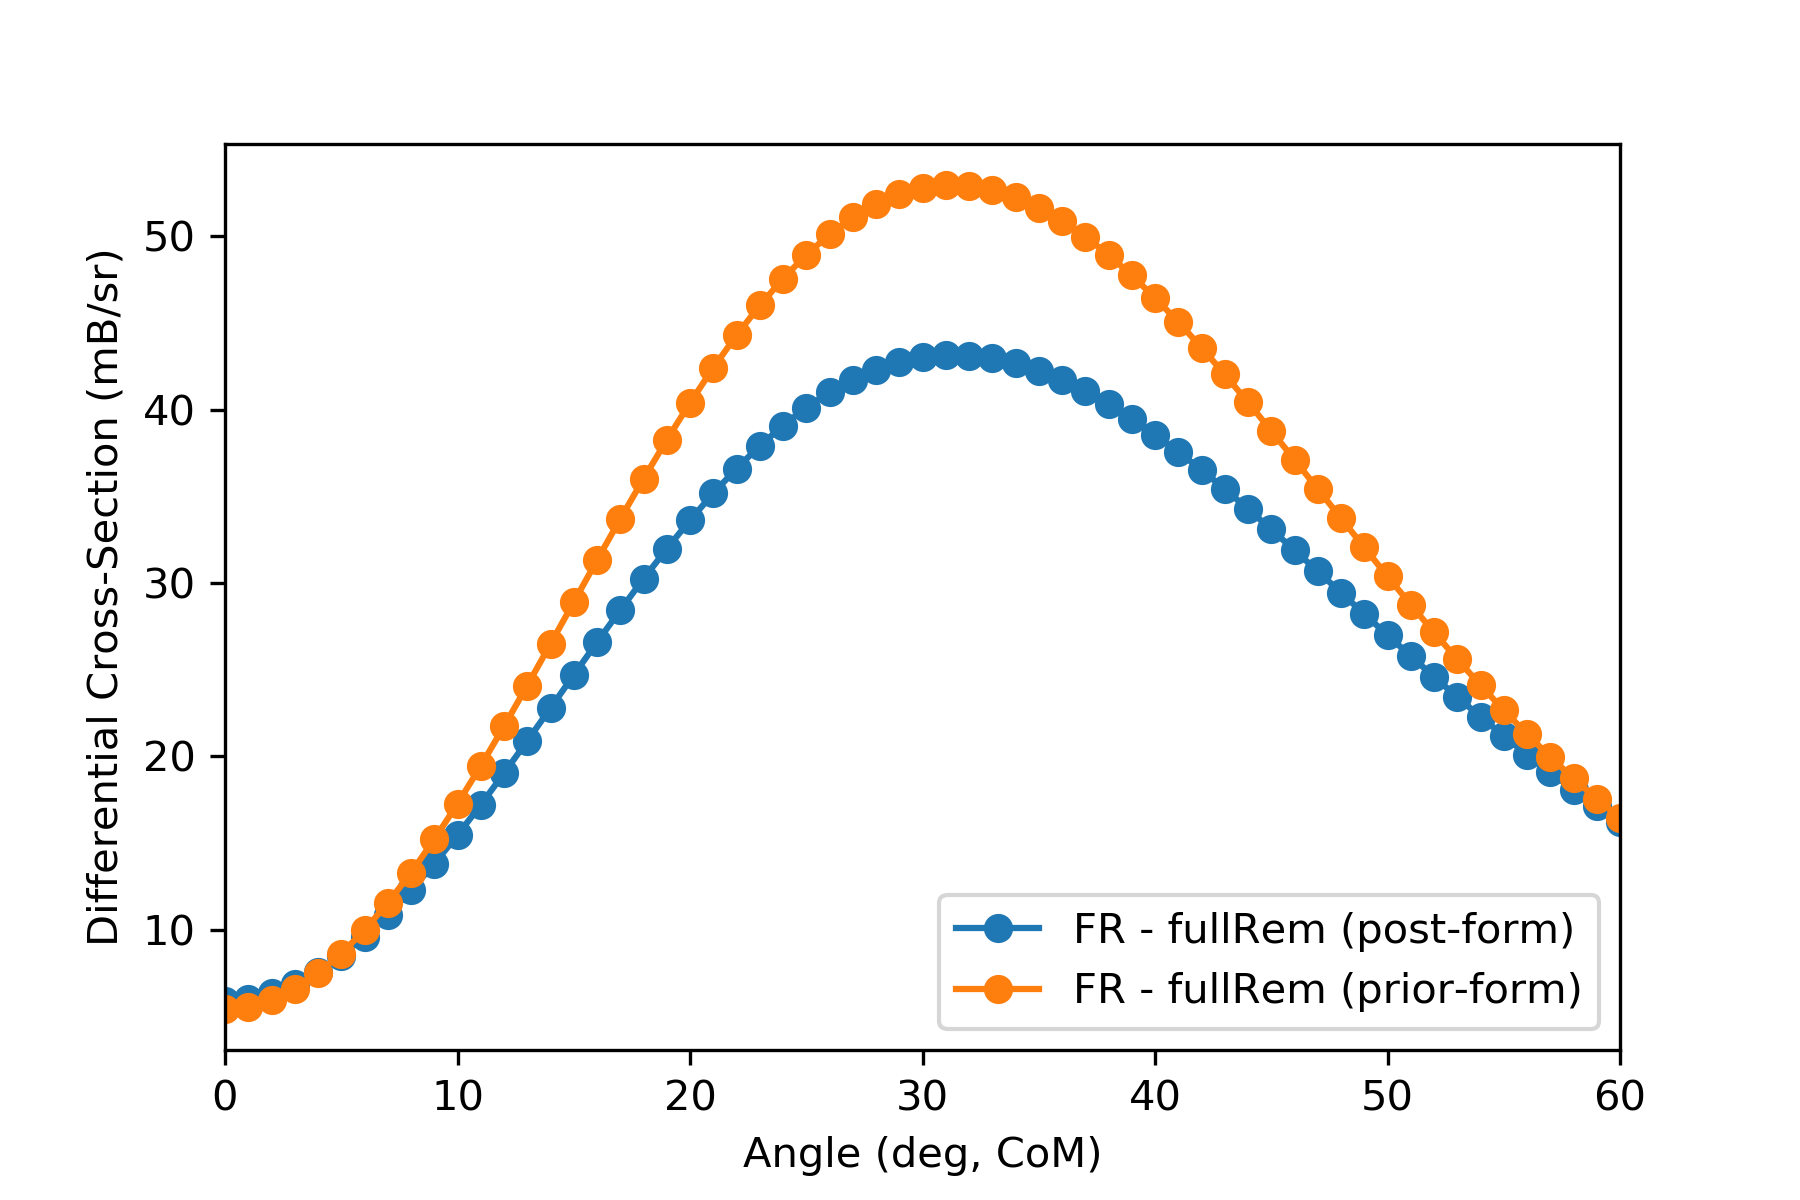 50
40
30
20
10
Differential Cross-Section (mB/sr)
FR - fullRem (post-form)
FR - fullRem (prior-form)
0 10 20 30 40 50 60
Angle (deg, CoM)